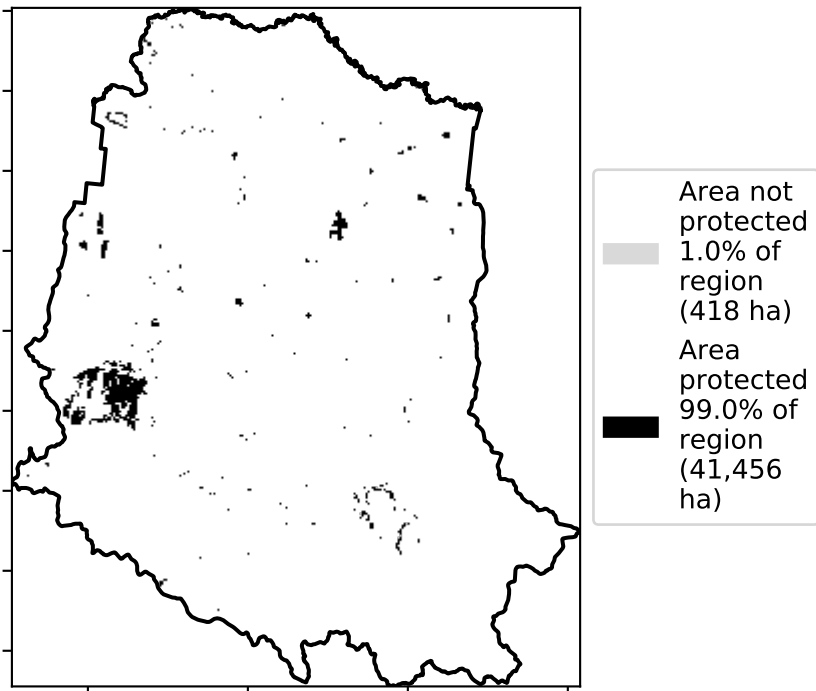 Area not
protected
1.0% of
region
(418 ha)
Area
protected
99.0% of
region
(41,456
ha)